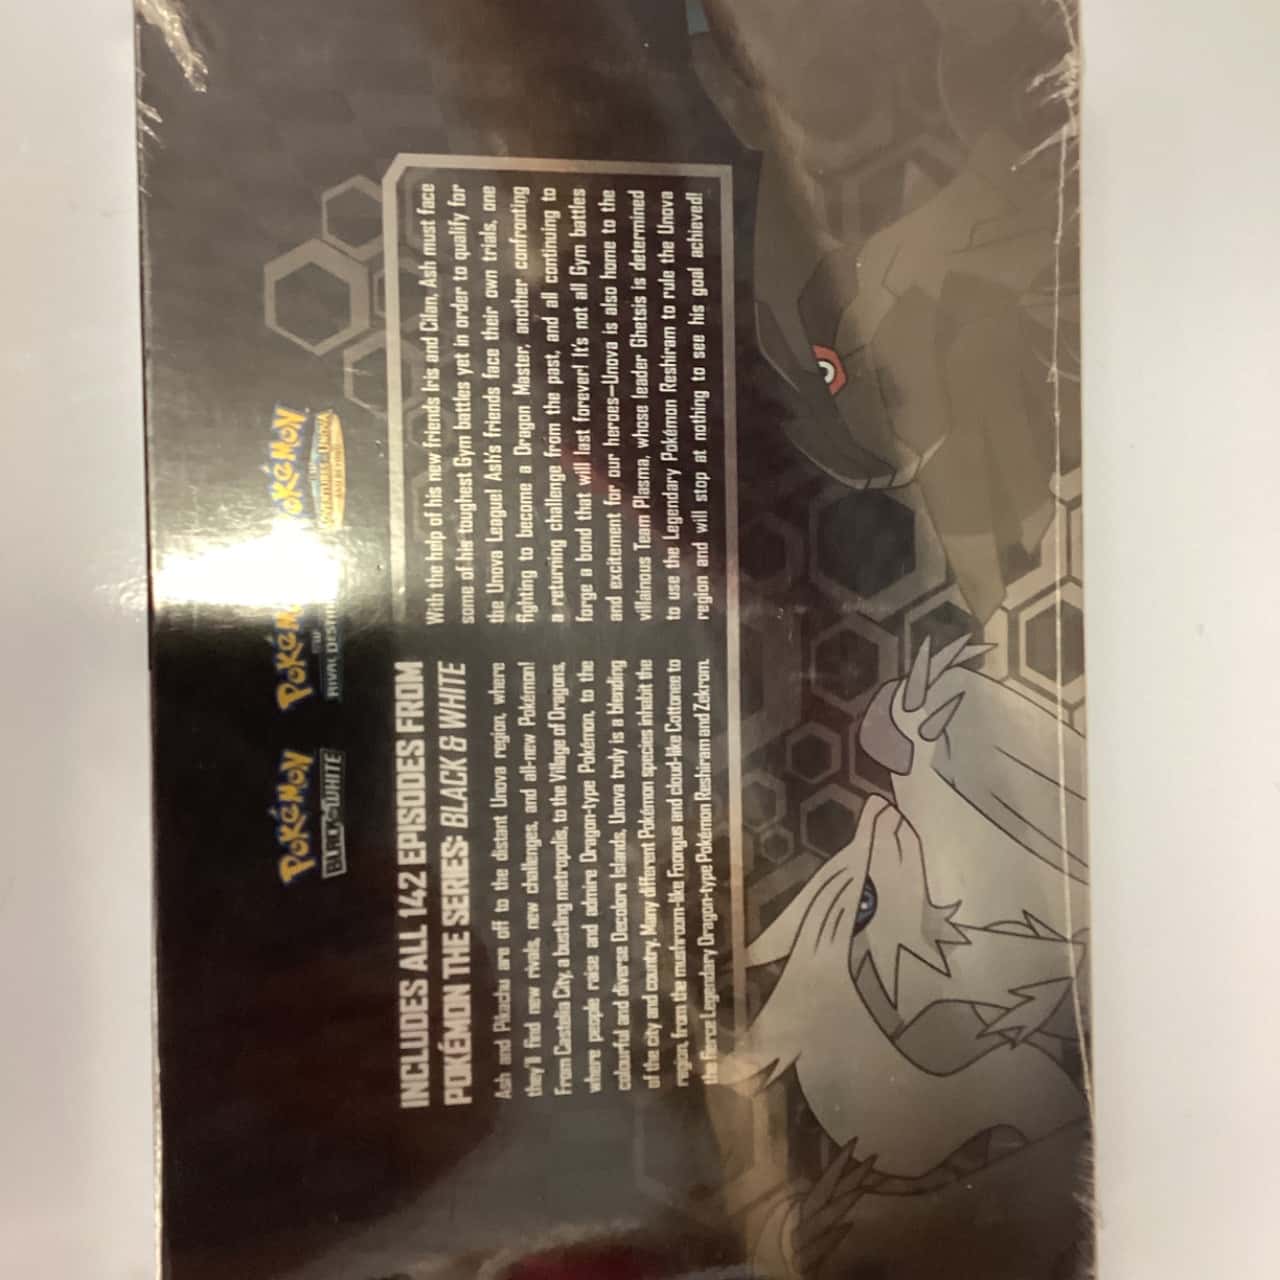 Pokémon
BLACK & WHITE
Pokémon
RIVAL DESTIN
Pokémon
ADVENTURES IN UNOVA
INCLUDES ALL 142 EPISODES FROM
POKÉMON THE SERIES: BLACK & WHITE
Ash and Pikachu are off to the distant Unova region, where
they'll find new rivals, new challenges, and all-new Pokémon!
From Castelia City, a bustling metropolis, to the Village of Dragons,
where people raise and admire Dragon-type Pokémon, to the
colourful and diverse Decolore Islands, Unova truly is a blending
of the city and country. Many different Pokémon species inhabit the
region, from the mushroom-like Foongus and cloud-like Cottonee to
the fierce Legendary Dragon-type Pokémon Reshiram and Zekrom.
With the help of his new friends Iris and Cilan, Ash must face
some of his toughest Gym battles yet in order to qualify for
the Unova League! Ash's friends face their own trials, one
fighting to become a Dragon Master, another confronting
a returning challenge from the past, and all continuing to
forge a bond that will last forever! It's not all Gym battles
and excitement for our heroes—Unova is also home to the
villainous Team Plasma, whose leader Ghetsis is determined
to use the Legendary Pokémon Reshiram to rule the Unova
region and will stop at nothing to see his goal achieved!